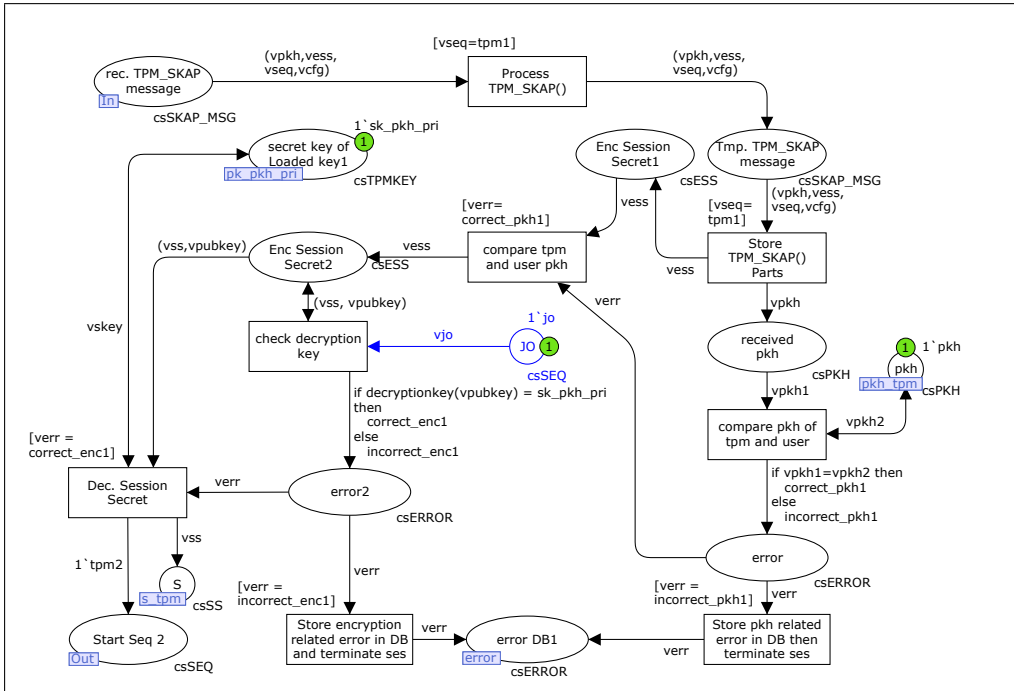 (vpkh,vess,
vseq,vcfg)
[vseq=tpm1]
(vpkh,vess,
vseq,vcfg)
rec. TPM_SKAP
message
In
csSKAP_MSG
Process
TPM_SKAP()
1`sk_pkh_pri
1
secret key of
Loaded key1
pk_pkh_pri
csTPMKEY
Enc Session
Secret1
csESS
Tmp. TPM_SKAP
message
csSKAP_MSG
(vpkh,vess,
vseq,vcfg)
[vseq=
tpm1]
vess
[verr=
correct_pkh1]
(vss,vpubkey)
Enc Session
Secret2
csESS
vess
compare tpm
and user pkh
vess
Store
TPM_SKAP()
Parts
(vss, vpubkey)
verr
vpkh
vskey
check decryption
key
vjo
1`jo
JO
1
csSEQ
received
pkh
csPKH
1
1`pkh
pkh
pkh_tpm
csPKH
if decryptionkey(vpubkey) = sk_pkh_pri
then
correct_enc1
else
incorrect_enc1
vpkh1
compare pkh of
tpm and user
vpkh2
[verr =
correct_enc1]
Dec. Session
Secret
verr
error2
csERROR
if vpkh1=vpkh2 then
correct_pkh1
else
incorrect_pkh1
vss
1`tpm2
S
s_tpm
csSS
error
csERROR
verr
[verr =
incorrect_enc1]
[verr =
incorrect_pkh1]
verr
Start Seq 2
Out
csSEQ
Store encryption
related error in DB
and terminate ses
verr
error DB1
error
csERROR
verr
Store pkh related
error in DB then
terminate ses